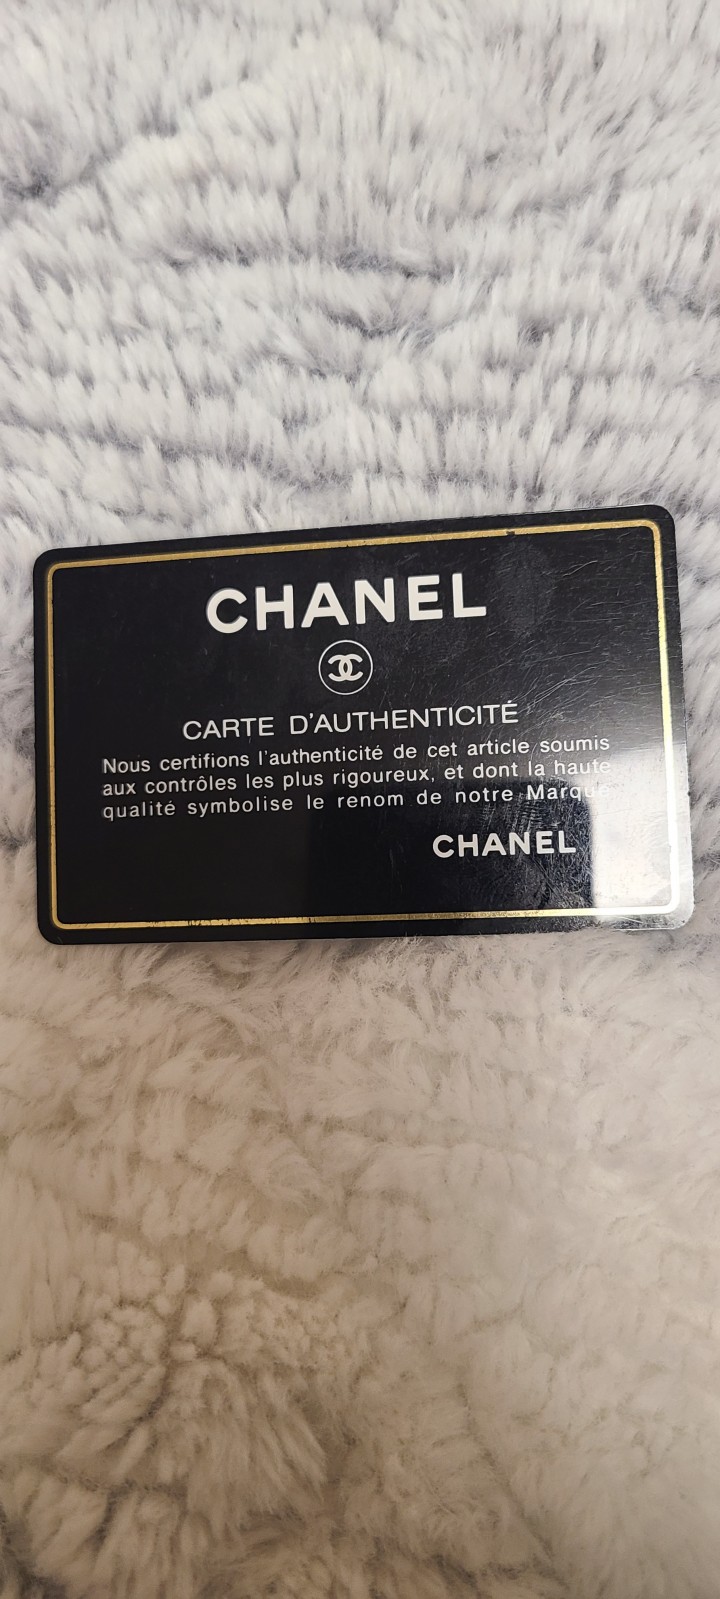 CHANEL
CARTE D'AUTHENTICITÉ
Nous certifions l'authenticité de cet article soumis
aux contrôles les plus rigoureux, et dont la haute
qualité symbolise le renom de notre Marque
CHANEL